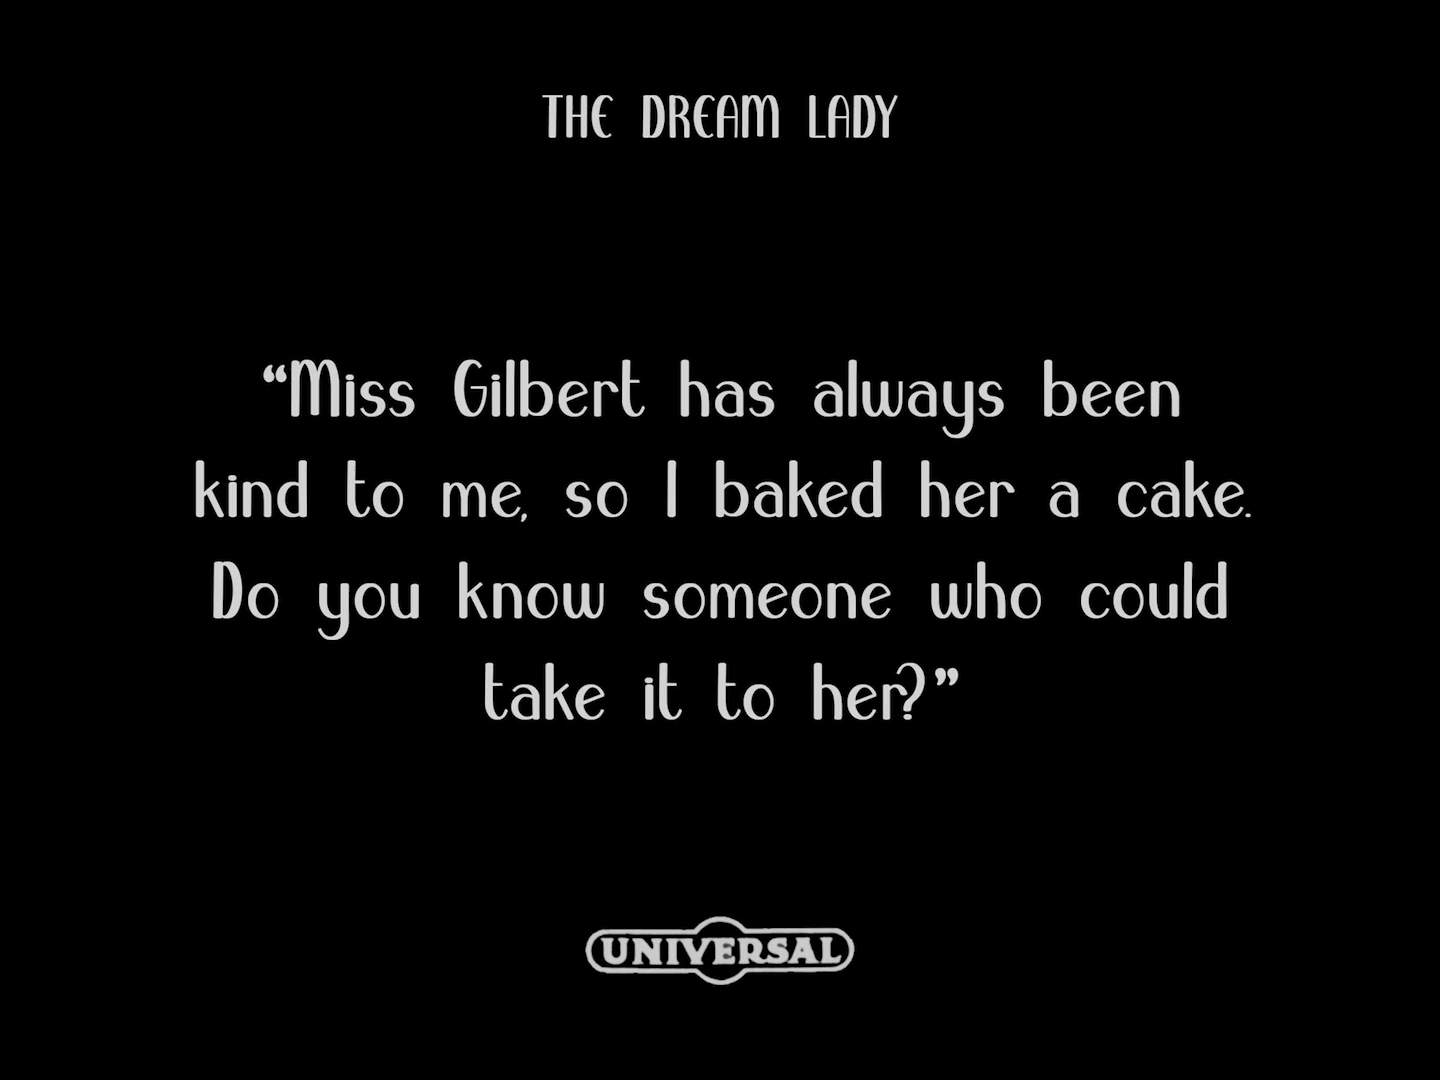 THE DREAM LADY
“Miss Gilbert has always been
kind to me, so I baked her a cake.
Do you know someone who could
take it to her?”
UNIVERSAL